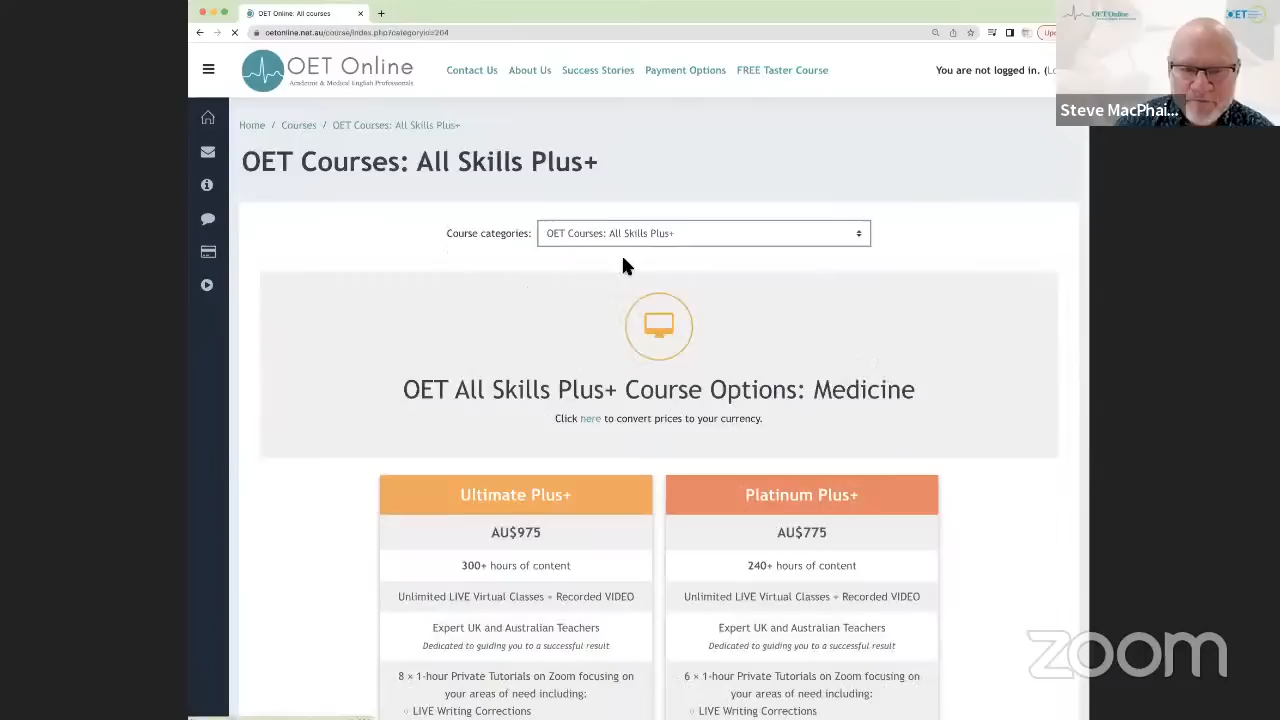 OET Online: All courses
oetonline.net.au/course/index.php?categoryid=204
OET Online
Academic & Medical English Professionals
Contact Us About Us Success Stories Payment Options FREE Taster Course
You are not logged in.
OET Online
OET
Steve MacPhai...
Home / Courses / OET Courses: All Skills Plus+
OET Courses: All Skills Plus+
Course categories: OET Courses: All Skills Plus+
OET All Skills Plus+ Course Options: Medicine
Click here to convert prices to your currency.
Ultimate Plus+
AU$975
300+ hours of content
Unlimited LIVE Virtual Classes + Recorded VIDEO
Expert UK and Australian Teachers
Dedicated to guiding you to a successful result
8 × 1-hour Private Tutorials on Zoom focusing on
your areas of need including:
LIVE Writing Corrections
Platinum Plus+
AU$775
240+ hours of content
Unlimited LIVE Virtual Classes + Recorded VIDEO
Expert UK and Australian Teachers
Dedicated to guiding you to a successful result
6 × 1-hour Private Tutorials on Zoom focusing on
your areas of need including:
LIVE Writing Corrections
zoom